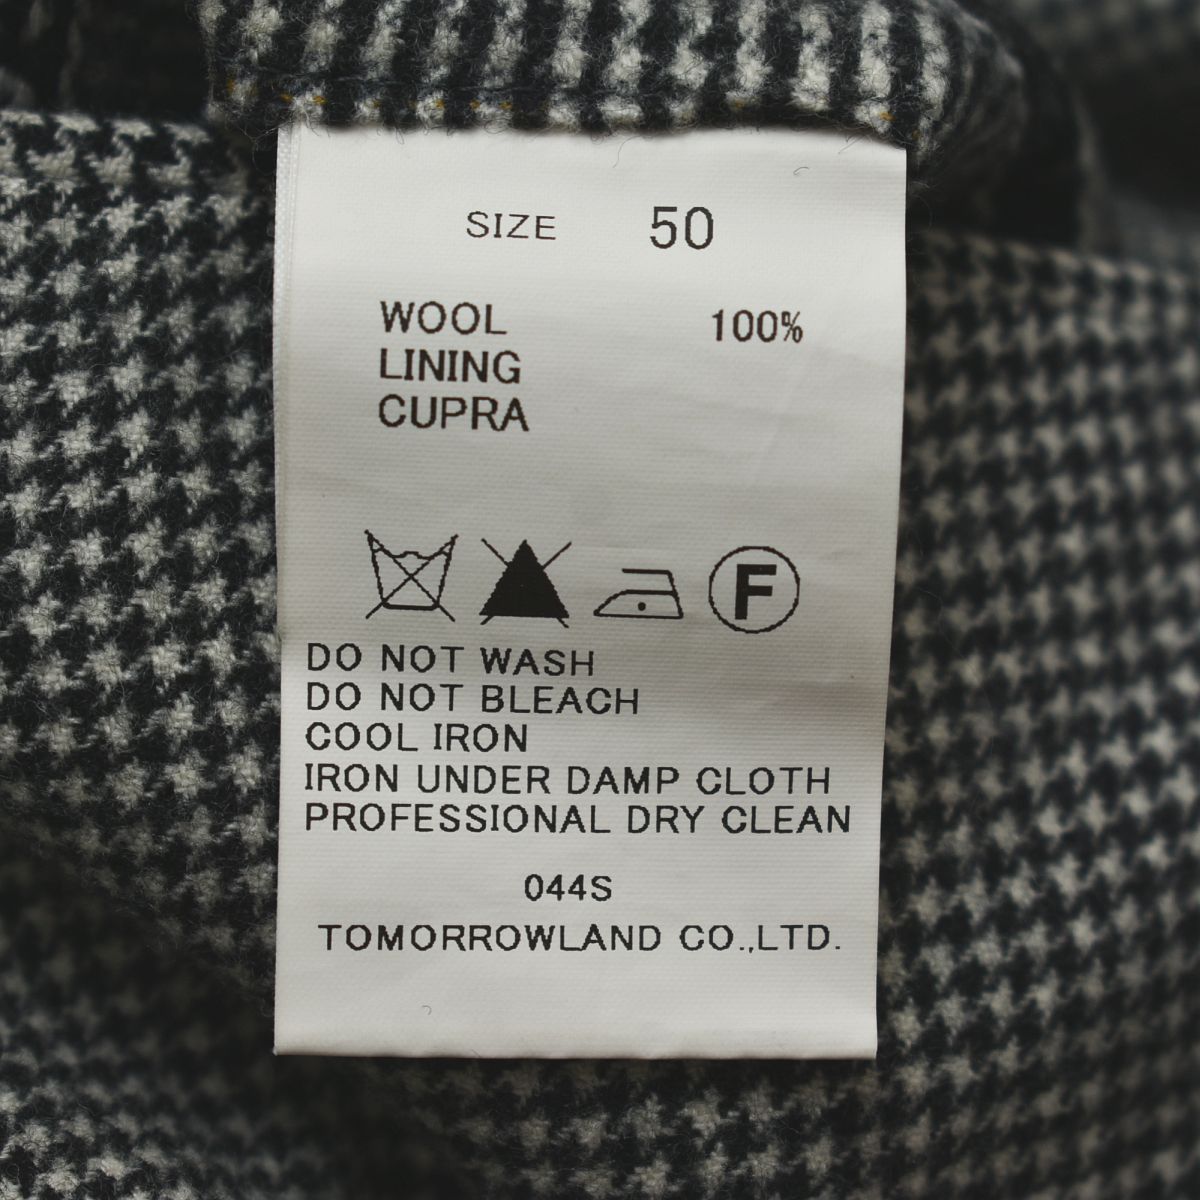 SIZE 50
WOOL 100%
LINING
CUPRA
F
DO NOT WASH
DO NOT BLEACH
COOL IRON
IRON UNDER DAMP CLOTH
PROFESSIONAL DRY CLEAN
044S
TOMORROWLAND CO.,LTD.